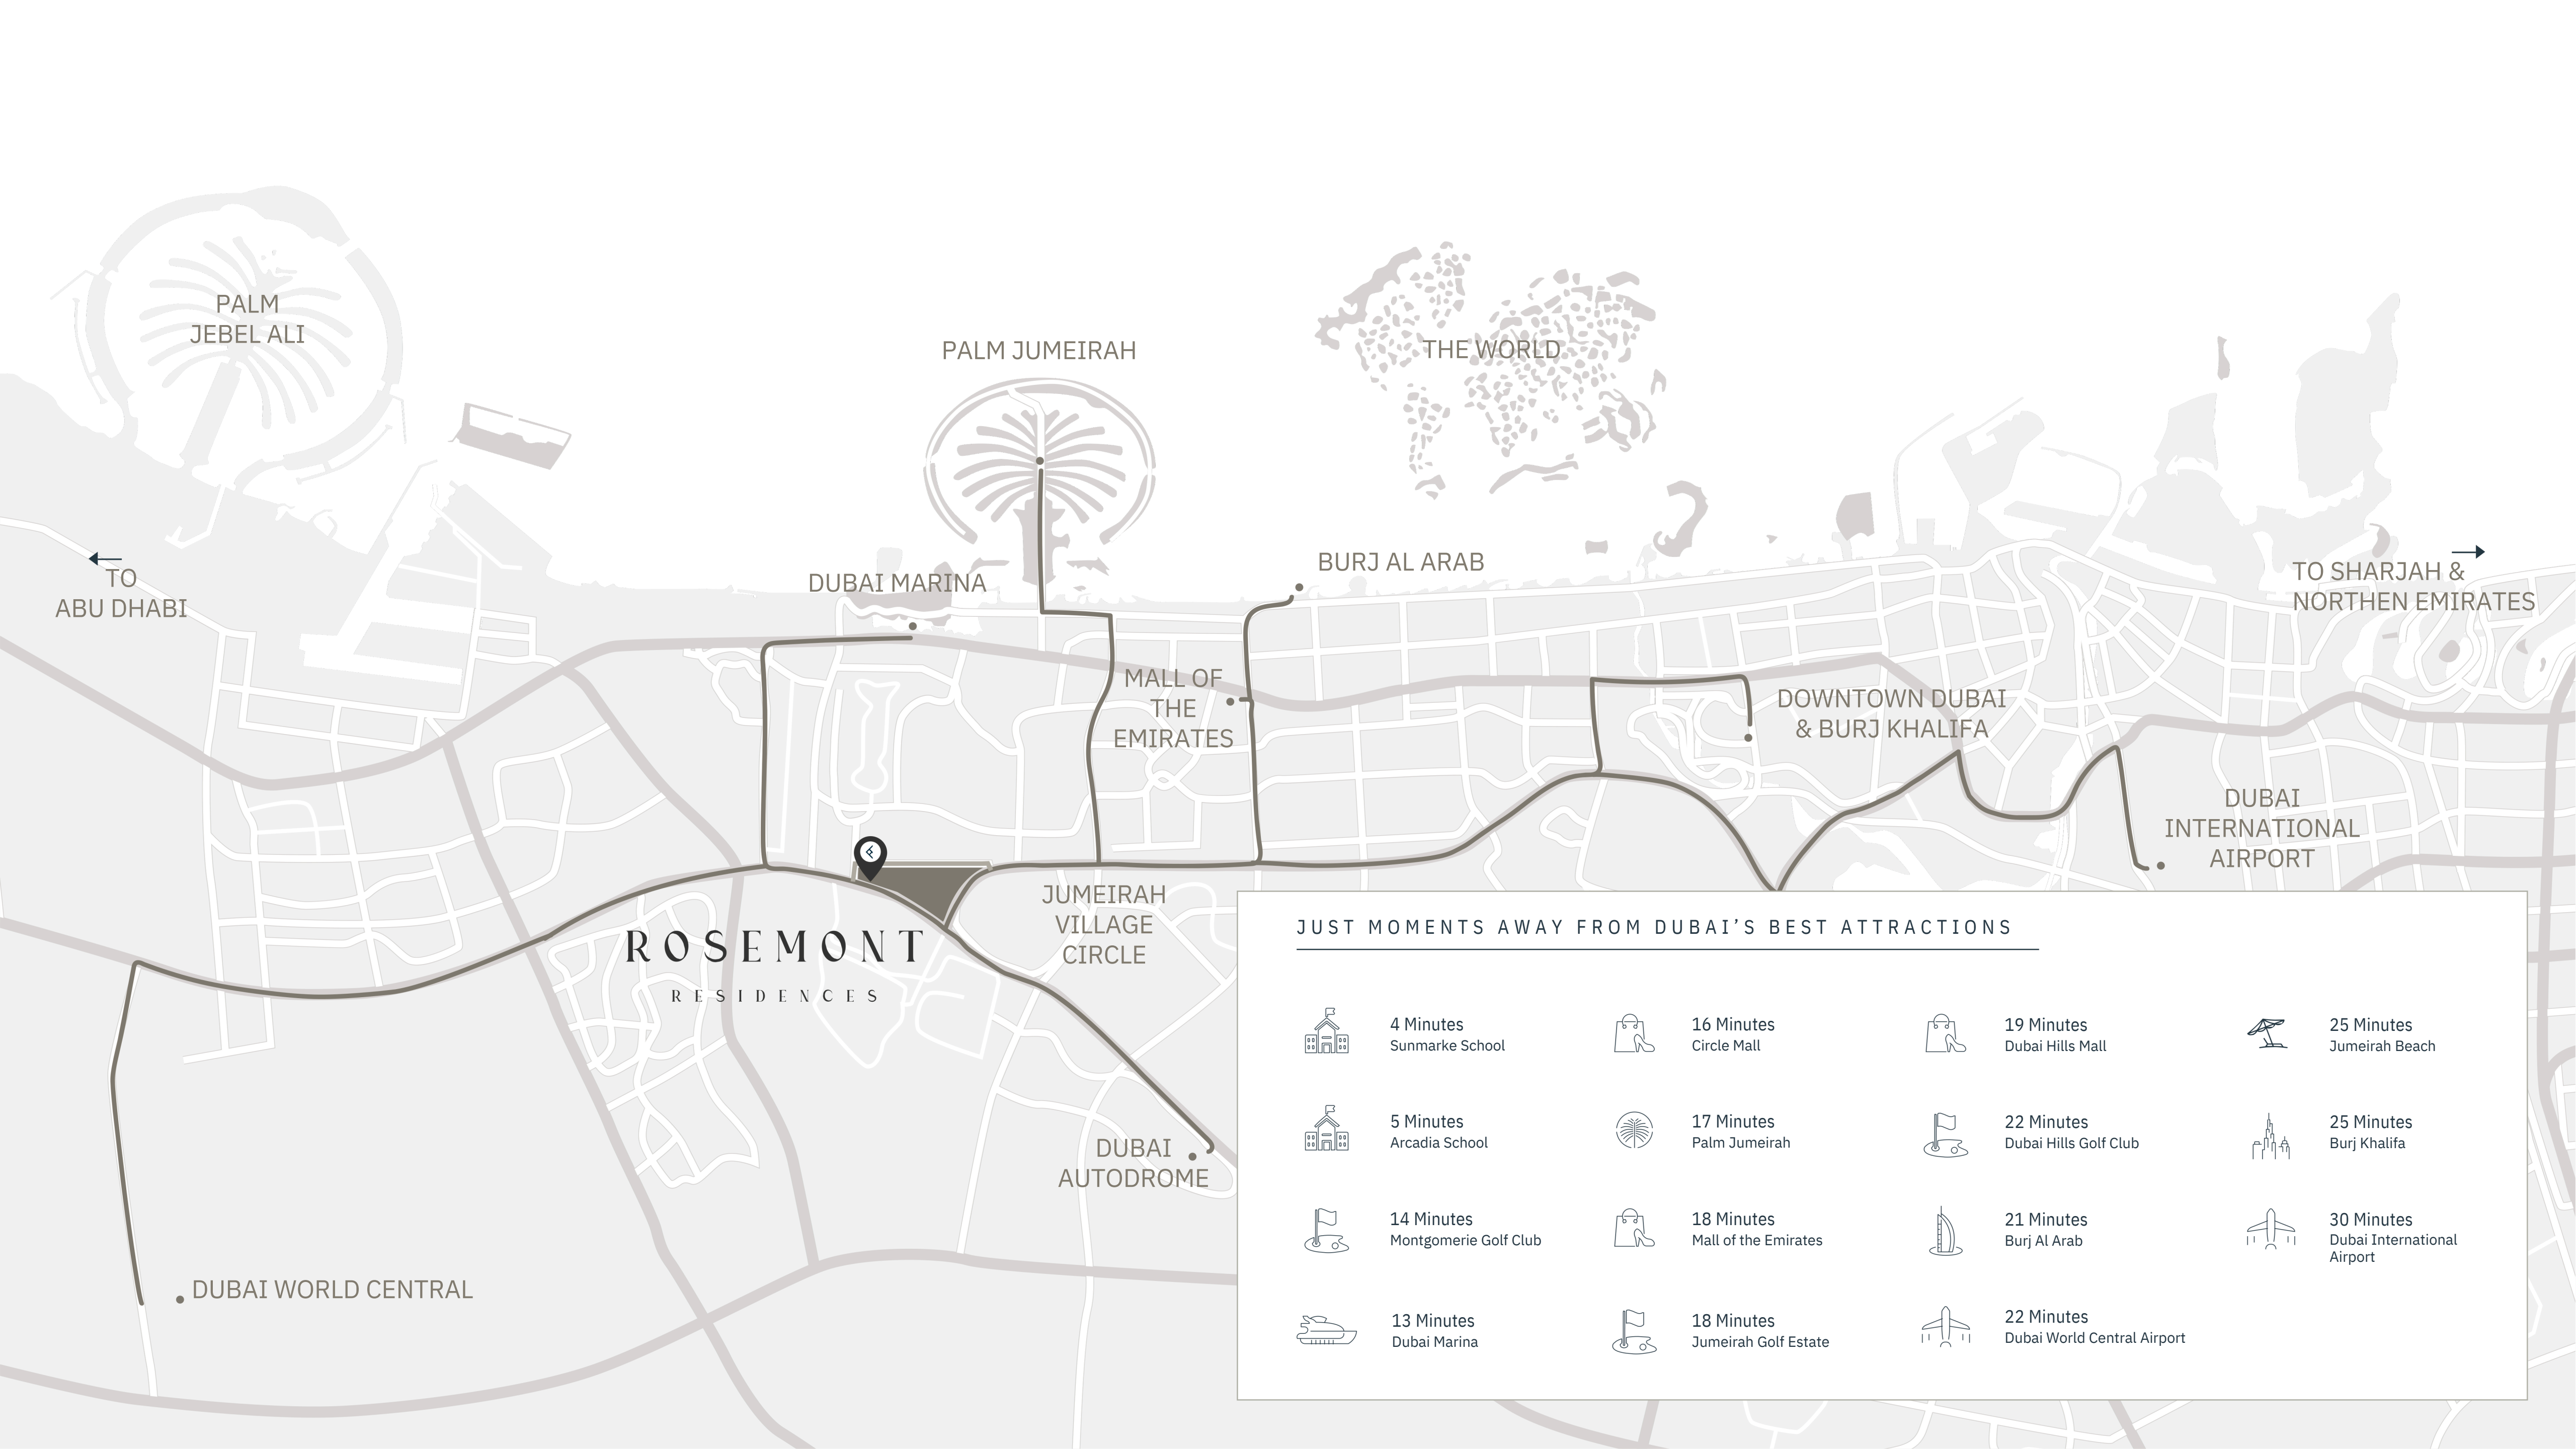 PALM
JEBEL ALI
PALM JUMEIRAH
THE WORLD
TO
ABU DHABI
DUBAI MARINA
BURJ AL ARAB
TO SHARJAH &
NORTHEN EMIRATES
MALL OF
THE
EMIRATES
DOWNTOWN DUBAI
& BURJ KHALIFA
DUBAI
INTERNATIONAL
AIRPORT
JUMEIRAH
VILLAGE
CIRCLE
ROSEMONT
RESIDENCES
DUBAI
AUTODROME
DUBAI WORLD CENTRAL
JUST MOMENTS AWAY FROM DUBAI'S BEST ATTRACTIONS
4 Minutes
Sunmarke School
5 Minutes
Arcadia School
14 Minutes
Montgomerie Golf Club
13 Minutes
Dubai Marina
16 Minutes
Circle Mall
17 Minutes
Palm Jumeirah
18 Minutes
Mall of the Emirates
18 Minutes
Jumeirah Golf Estate
19 Minutes
Dubai Hills Mall
22 Minutes
Dubai Hills Golf Club
21 Minutes
Burj Al Arab
22 Minutes
Dubai World Central Airport
25 Minutes
Jumeirah Beach
25 Minutes
Burj Khalifa
30 Minutes
Dubai International
Airport